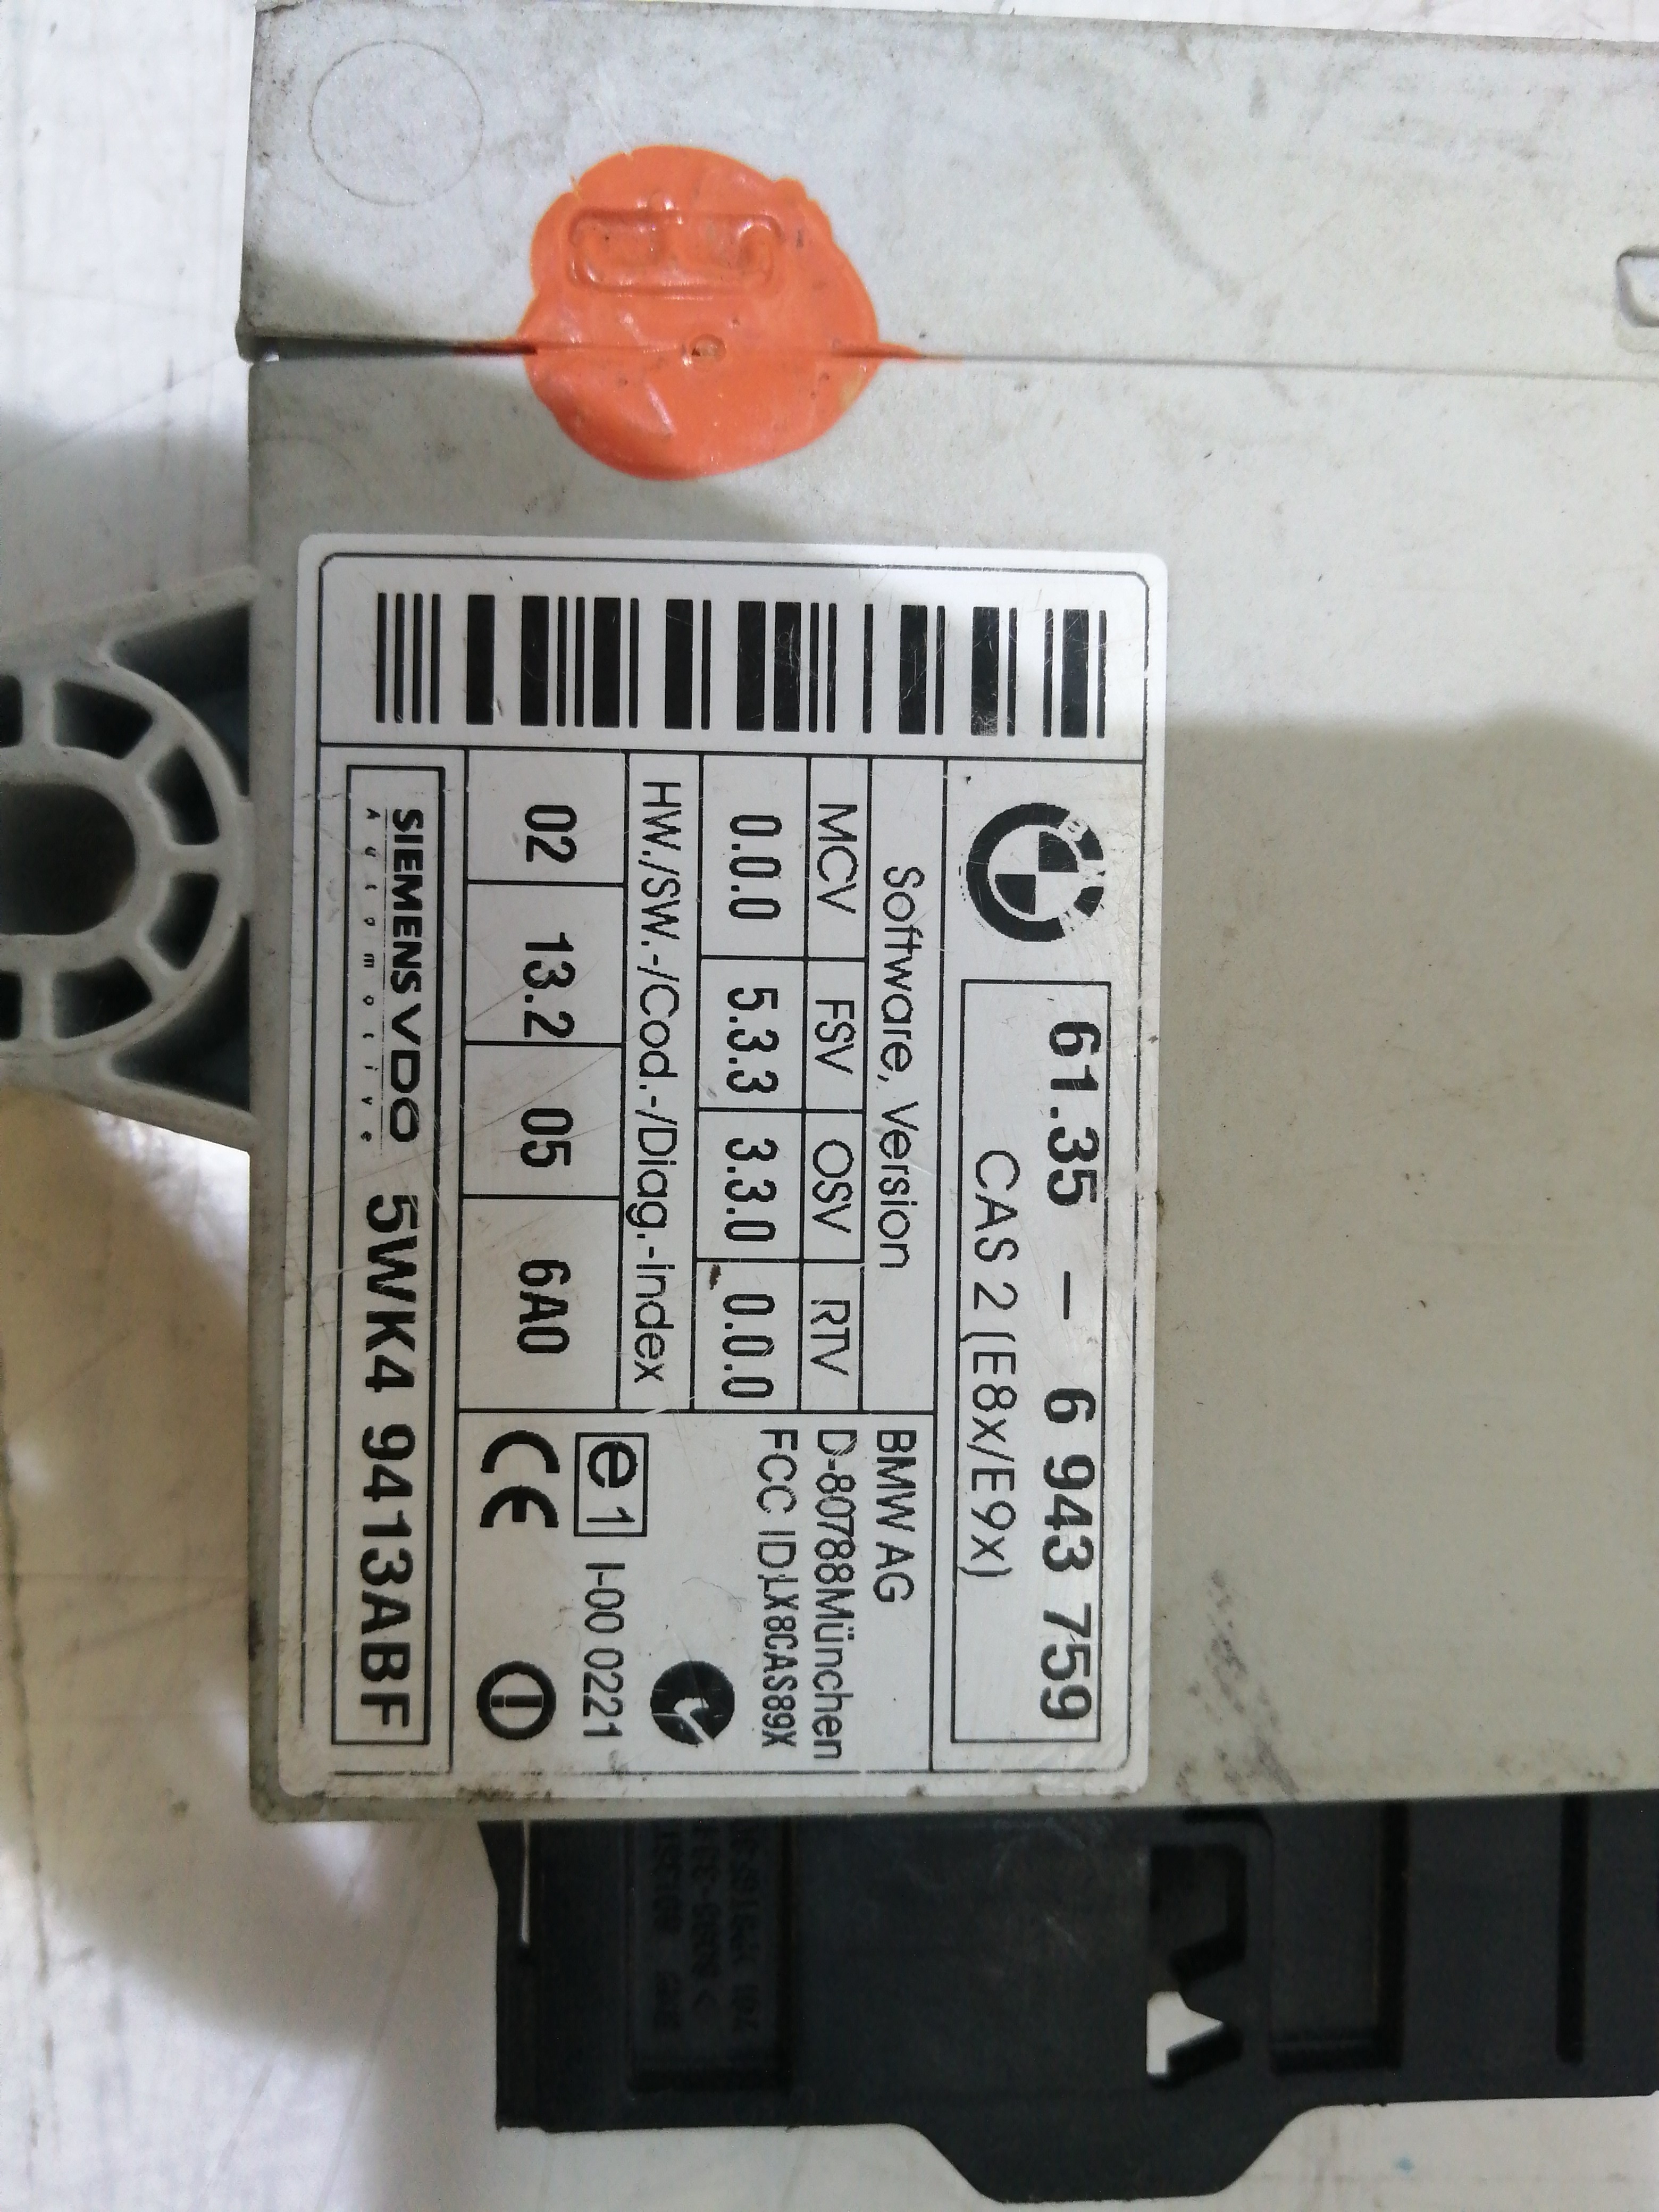 61.35 – 6 943 759
CAS 2 (E8x/E9x)
Software, Version
MCV FSV OSV RTV
0.0.0 5.3.3 3.3.0 0.0.0
HW./SW.-/Cod.-/Diag.-Index
02 13.2 05 6A0
BMW AG
D-80788München
FCC ID:LX8CAS89X
e1 I-00 0221
CE
SIEMENS VDO 5WK4 9413ABF
Automotive